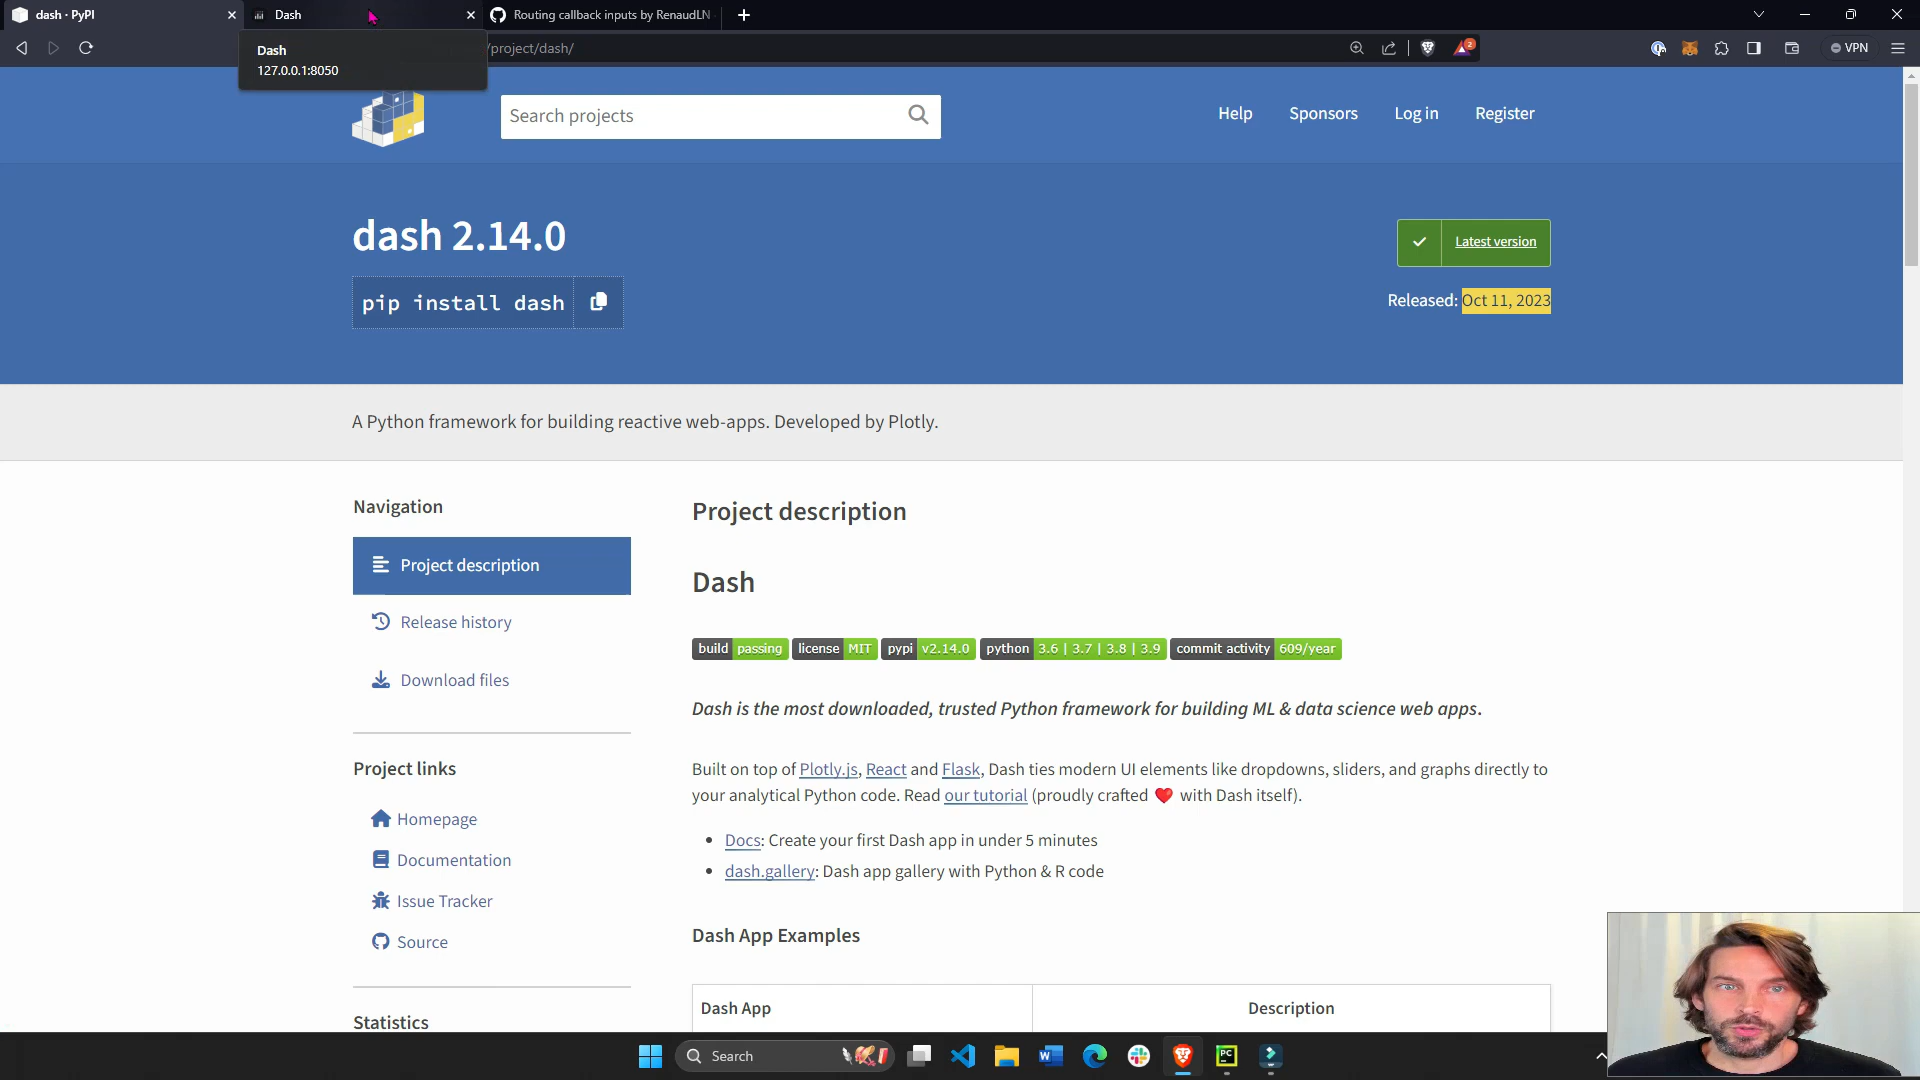 dash · PyPI
Dash
Routing callback inputs by RenaudLN
Dash
127.0.0.1:8050
/project/dash/
2
VPN
Search projects
Help
Sponsors
Log in
Register
dash 2.14.0
pip install dash
Latest version
Released: Oct 11, 2023
A Python framework for building reactive web-apps. Developed by Plotly.
Navigation
Project description
Release history
Download files
Project links
Homepage
Documentation
Issue Tracker
Source
Statistics
Project description
Dash
build passing license MIT pypi v2.14.0 python 3.6 | 3.7 | 3.8 | 3.9 commit activity 609/year
Dash is the most downloaded, trusted Python framework for building ML & data science web apps.
Built on top of Plotly.js, React and Flask, Dash ties modern UI elements like dropdowns, sliders, and graphs directly to
your analytical Python code. Read our tutorial (proudly crafted ❤️ with Dash itself).
• Docs: Create your first Dash app in under 5 minutes
• dash.gallery: Dash app gallery with Python & R code
Dash App Examples
Dash App
Description
Search
W
PC